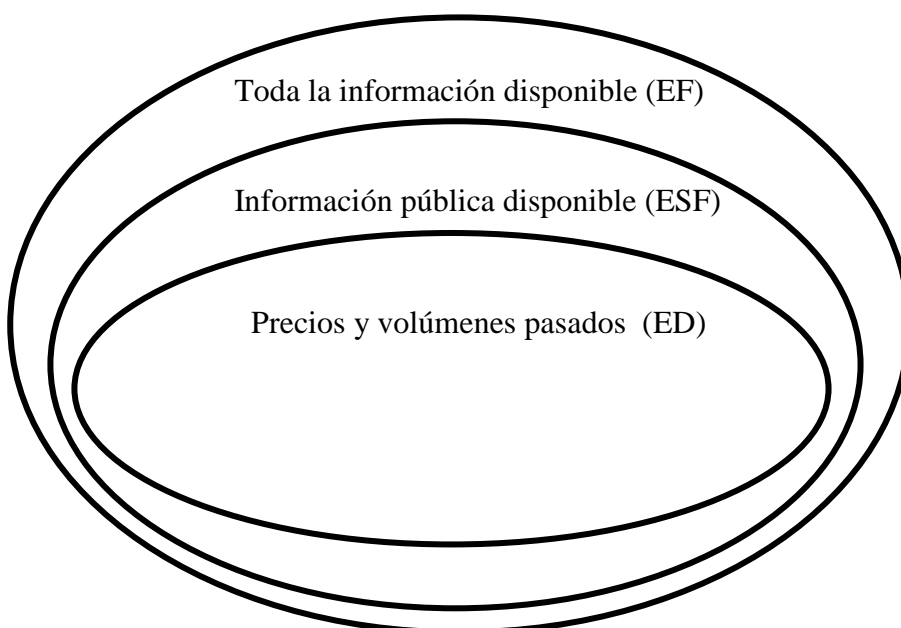 Toda la información disponible (EF)
Información pública disponible (ESF)
Precios y volúmenes pasados  (ED)